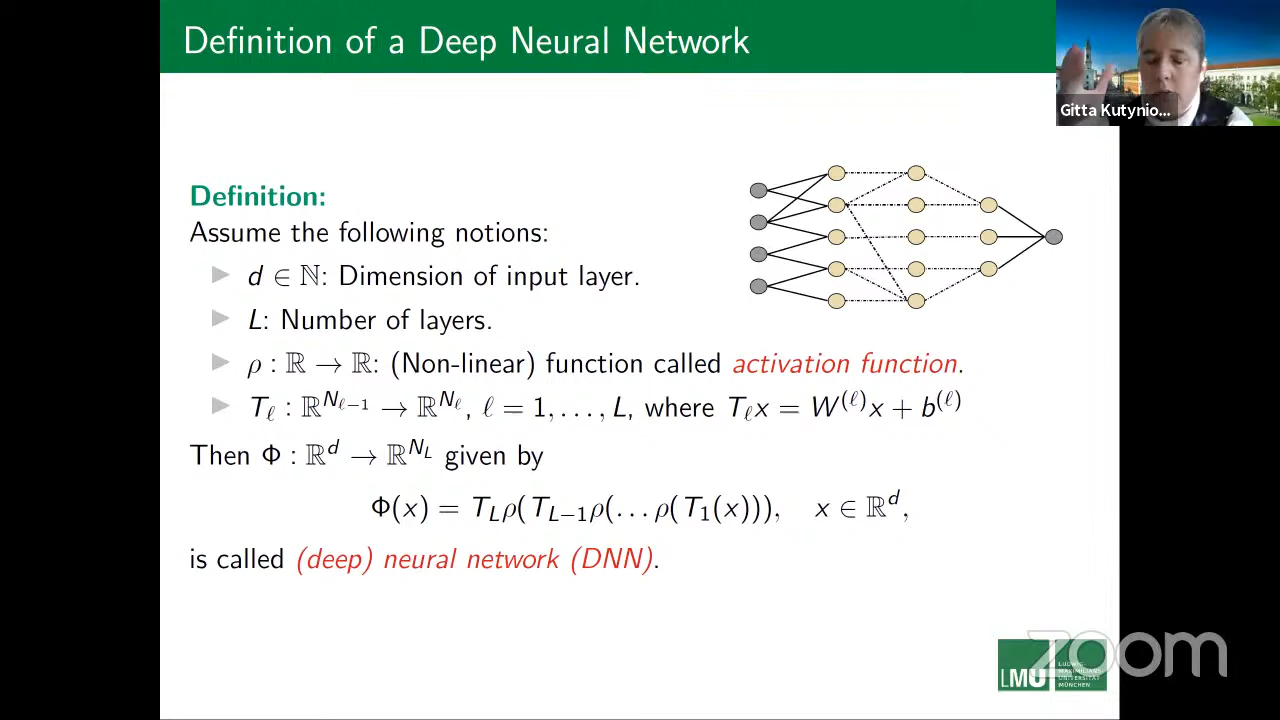 Definition of a Deep Neural Network
Gitta Kutynio...
Definition:
Assume the following notions:
d ∈ ℕ: Dimension of input layer.
L: Number of layers.
ρ : ℝ → ℝ: (Non-linear) function called activation function.
T_ℓ : ℝ^{N_{ℓ−1}} → ℝ^{N_ℓ}, ℓ = 1, . . . , L, where T_ℓ x = W^{(ℓ)} x + b^{(ℓ)}
Then Φ : ℝ^d → ℝ^{N_L} given by
Φ(x) = T_L ρ(T_{L−1} ρ(. . . ρ(T_1(x))), x ∈ ℝ^d,
is called (deep) neural network (DNN).
zoom
LMU
LUDWIG-
MAXIMILIANS-
UNIVERSITÄT
MÜNCHEN